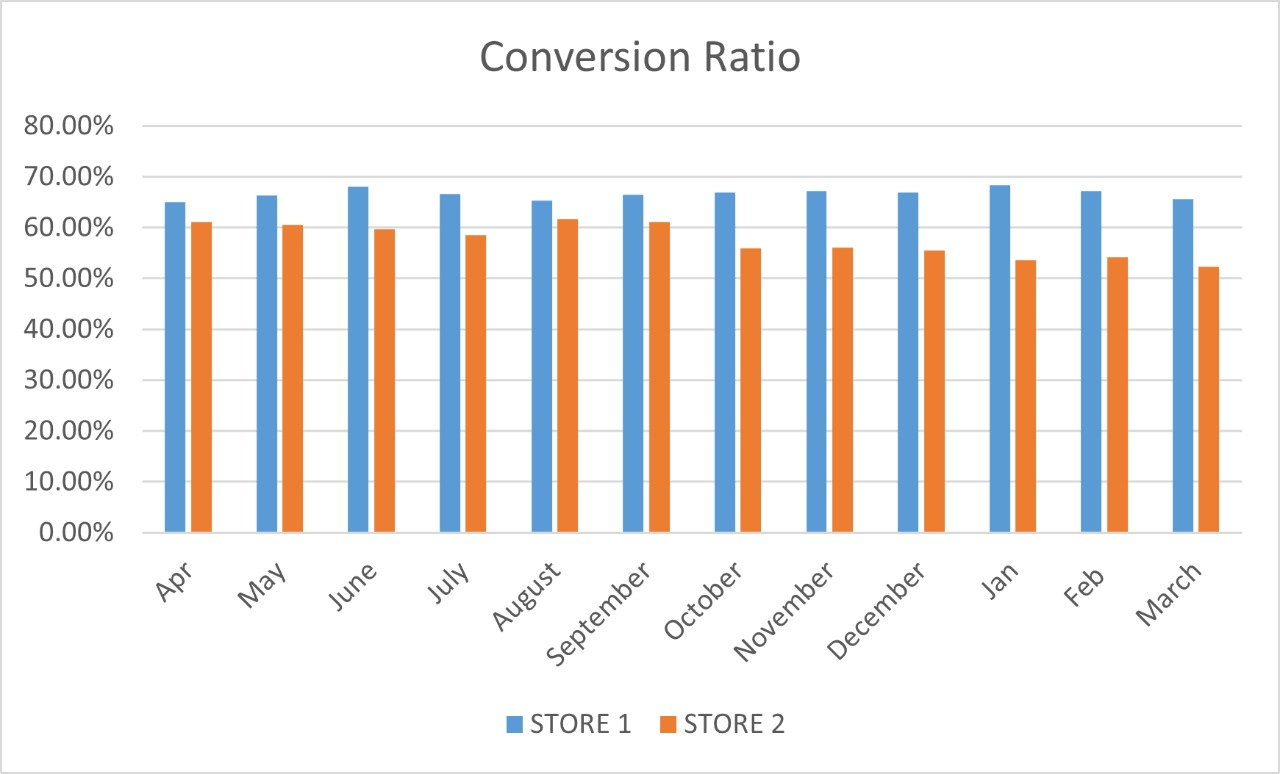 Conversion Ratio
80.00%
70.00%
60.00%
50.00%
40.00%
30.00%
20.00%
10.00%
0.00%
Apr
May
June
July
August
September
October
November
December
Jan
Feb
March
STORE 1
STORE 2